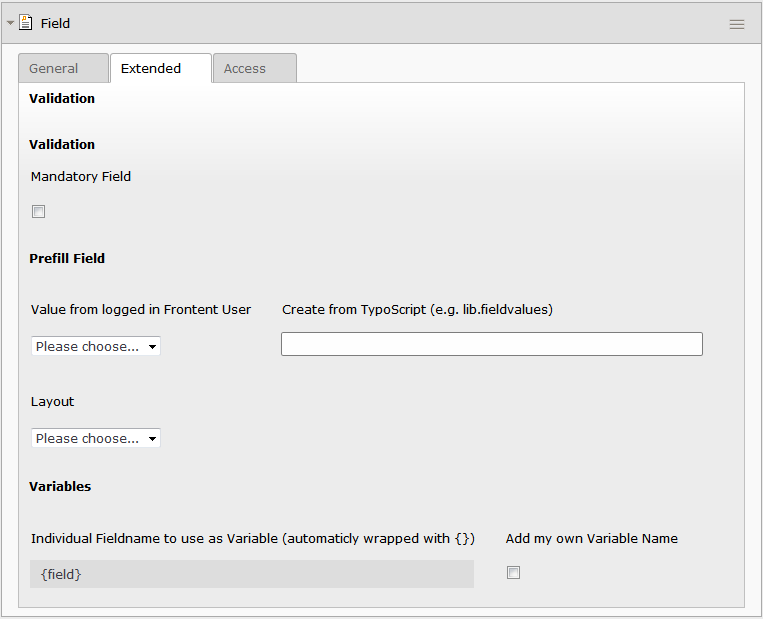 Field
General Extended Access
Validation
Validation
Mandatory Field
Prefill Field
Value from logged in Frontent User Create from TypoScript (e.g. lib.fieldvalues)
Please choose...
Layout
Please choose...
Variables
Individual Fieldname to use as Variable (automaticly wrapped with {}) Add my own Variable Name
{field}